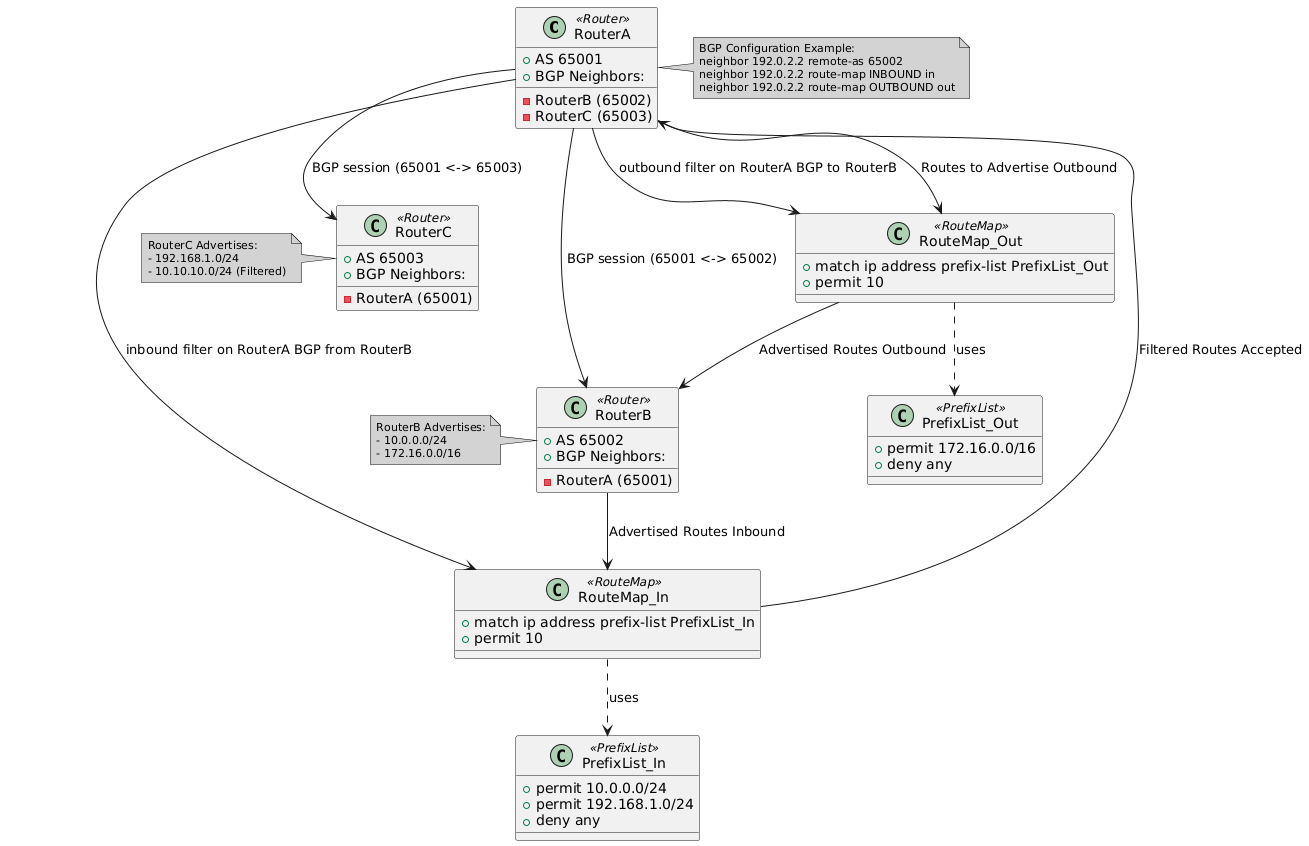 «Router»
C
RouterA
AS 65001
BGP Neighbors:
RouterB (65002)
RouterC (65003)
BGP Configuration Example:
neighbor 192.0.2.2 remote-as 65002
neighbor 192.0.2.2 route-map INBOUND in
neighbor 192.0.2.2 route-map OUTBOUND out
BGP session (65001 <-> 65003)
outbound filter on RouterA BGP to RouterB
Routes to Advertise Outbound
«Router»
C
RouterC
AS 65003
BGP Neighbors:
RouterA (65001)
RouterC Advertises:
- 192.168.1.0/24
- 10.10.10.0/24 (Filtered)
BGP session (65001 <-> 65002)
«RouteMap»
C
RouteMap_Out
match ip address prefix-list PrefixList_Out
permit 10
inbound filter on RouterA BGP from RouterB
Advertised Routes Outbound
uses
Filtered Routes Accepted
«Router»
C
RouterB
AS 65002
BGP Neighbors:
RouterA (65001)
RouterB Advertises:
- 10.0.0.0/24
- 172.16.0.0/16
«PrefixList»
C
PrefixList_Out
permit 172.16.0.0/16
deny any
Advertised Routes Inbound
«RouteMap»
C
RouteMap_In
match ip address prefix-list PrefixList_In
permit 10
uses
«PrefixList»
C
PrefixList_In
permit 10.0.0.0/24
permit 192.168.1.0/24
deny any